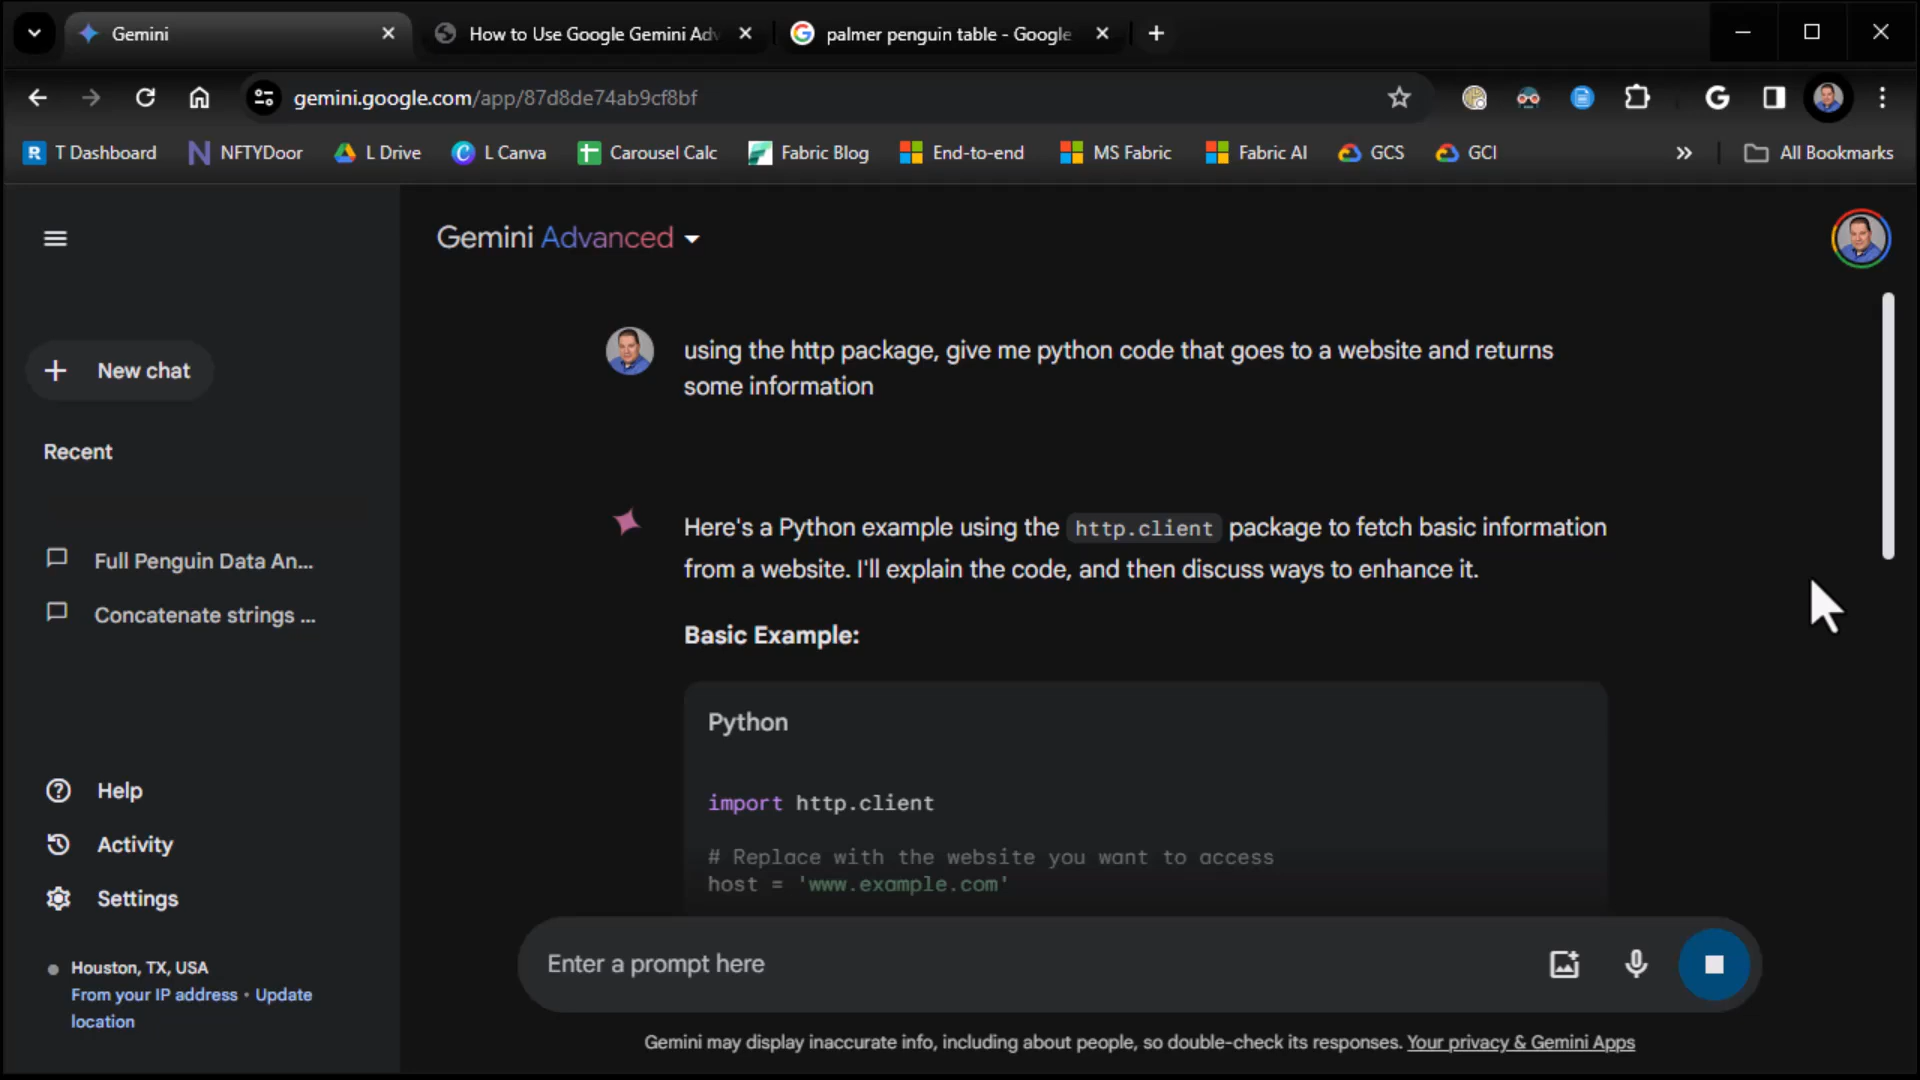 Gemini
How to Use Google Gemini Adv
palmer penguin table - Google
gemini.google.com/app/87d8de74ab9cf8bf
T Dashboard
NFTYDoor
L Drive
L Canva
Carousel Calc
Fabric Blog
End-to-end
MS Fabric
Fabric AI
GCS
GCI
All Bookmarks
Gemini Advanced
New chat
Recent
Full Penguin Data An...
Concatenate strings ...
Help
Activity
Settings
Houston, TX, USA
From your IP address • Update
location
using the http package, give me python code that goes to a website and returns
some information
Here's a Python example using the http.client package to fetch basic information
from a website. I'll explain the code, and then discuss ways to enhance it.
Basic Example:
Python
import http.client
# Replace with the website you want to access
host = 'www.example.com'
Enter a prompt here
Gemini may display inaccurate info, including about people, so double-check its responses. Your privacy & Gemini Apps